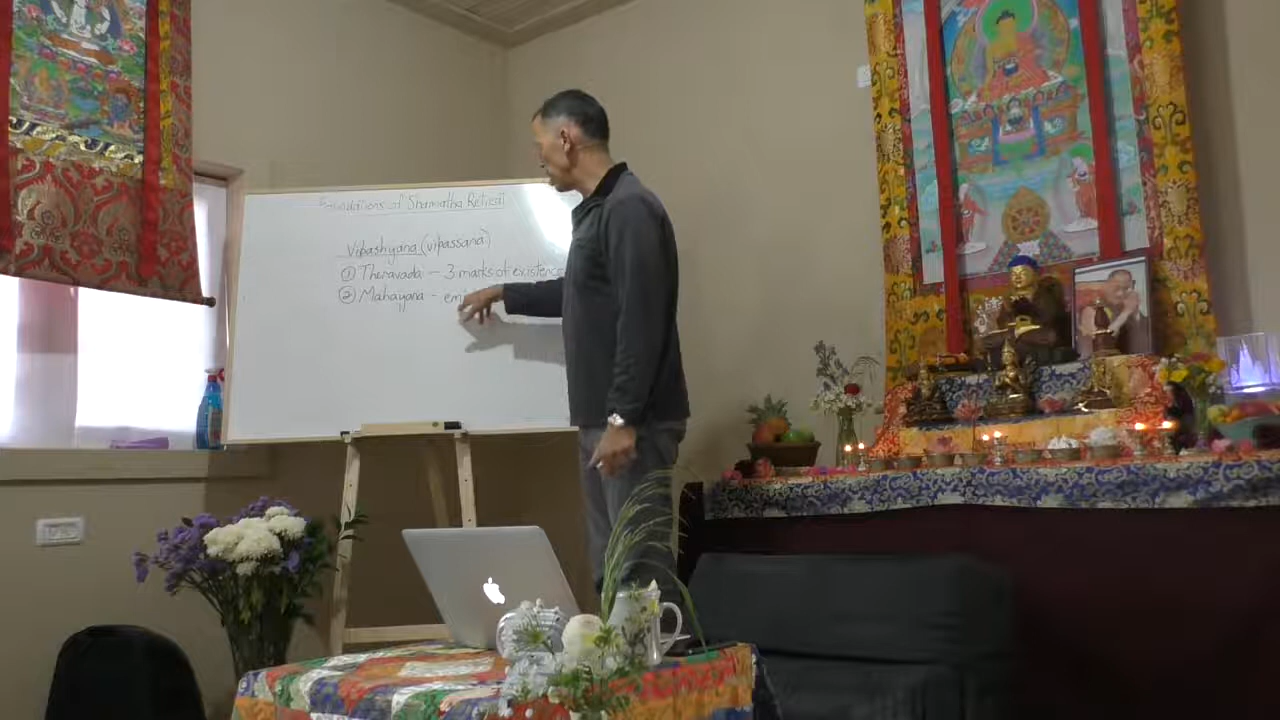 Foundations of Shamatha Retreat
Vipashyana (vipassana)
① Theravada – 3 marks of existence
② Mahayana –